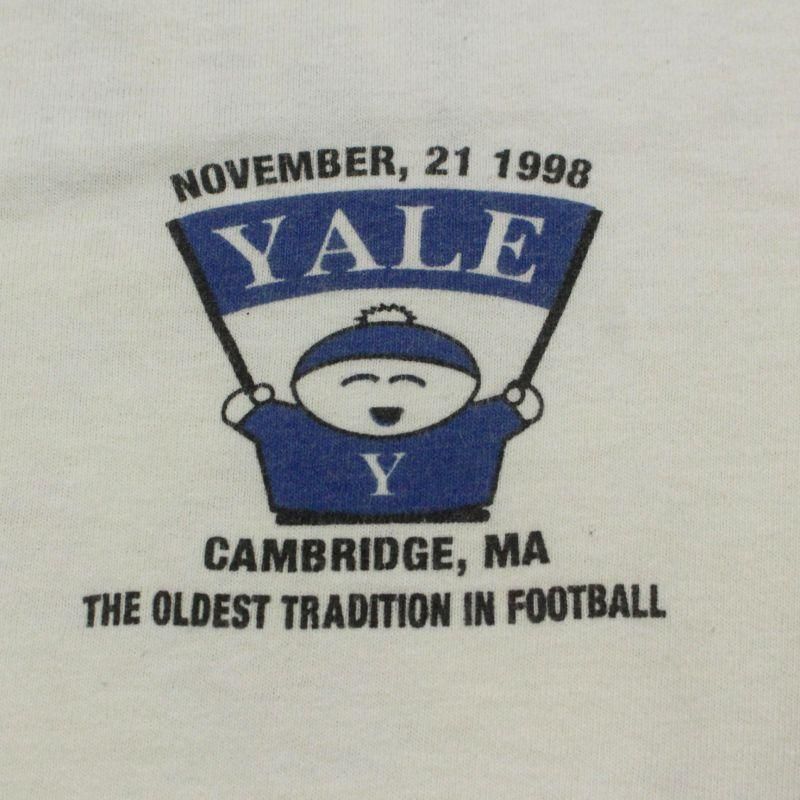 NOVEMBER, 21 1998
YALE
Y
CAMBRIDGE, MA
THE OLDEST TRADITION IN FOOTBALL